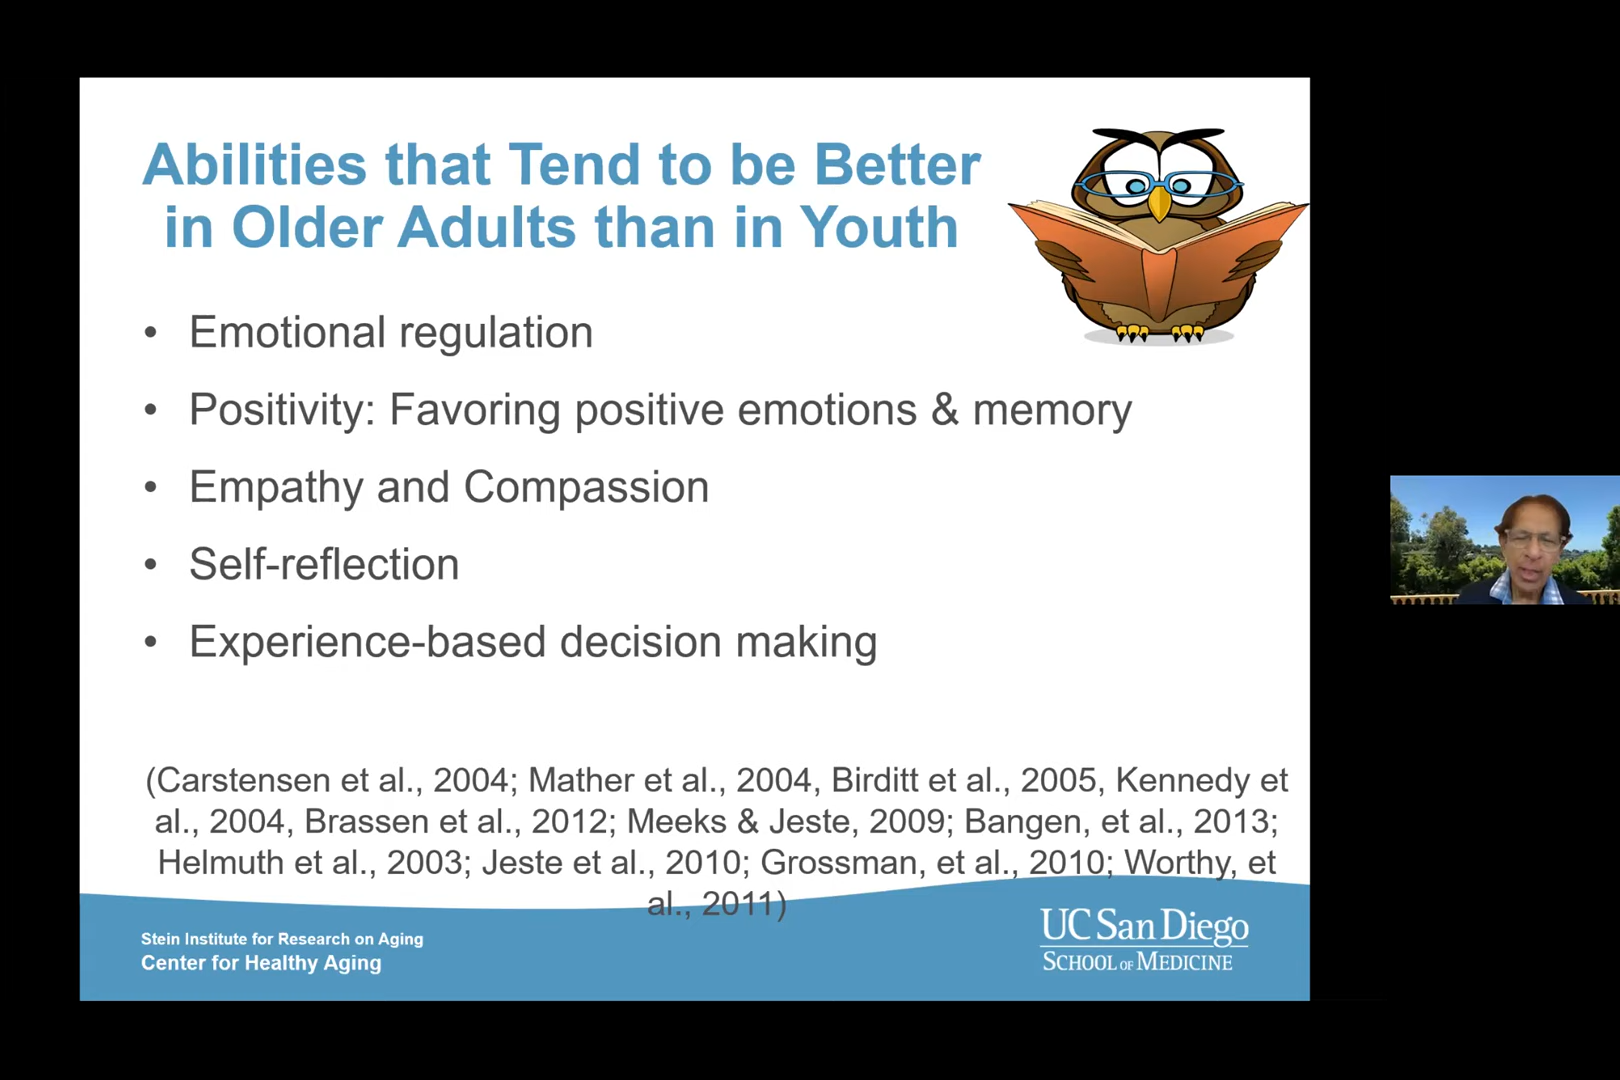 Abilities that Tend to be Better
in Older Adults than in Youth
• Emotional regulation
• Positivity: Favoring positive emotions & memory
• Empathy and Compassion
• Self-reflection
• Experience-based decision making
(Carstensen et al., 2004; Mather et al., 2004, Birditt et al., 2005, Kennedy et
al., 2004, Brassen et al., 2012; Meeks & Jeste, 2009; Bangen, et al., 2013;
Helmuth et al., 2003; Jeste et al., 2010; Grossman, et al., 2010; Worthy, et
al., 2011)
Stein Institute for Research on Aging
Center for Healthy Aging
UC San Diego
SCHOOL OF MEDICINE